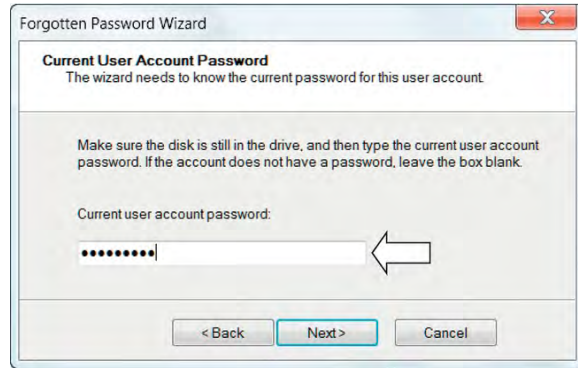 Forgotten Password Wizard
Current User Account Password
The wizard needs to know the current password for this user account.
Make sure the disk is still in the drive, and then type the current user account
password. If the account does not have a password, leave the box blank.
Current user account password:
•••••••••
< Back Next > Cancel